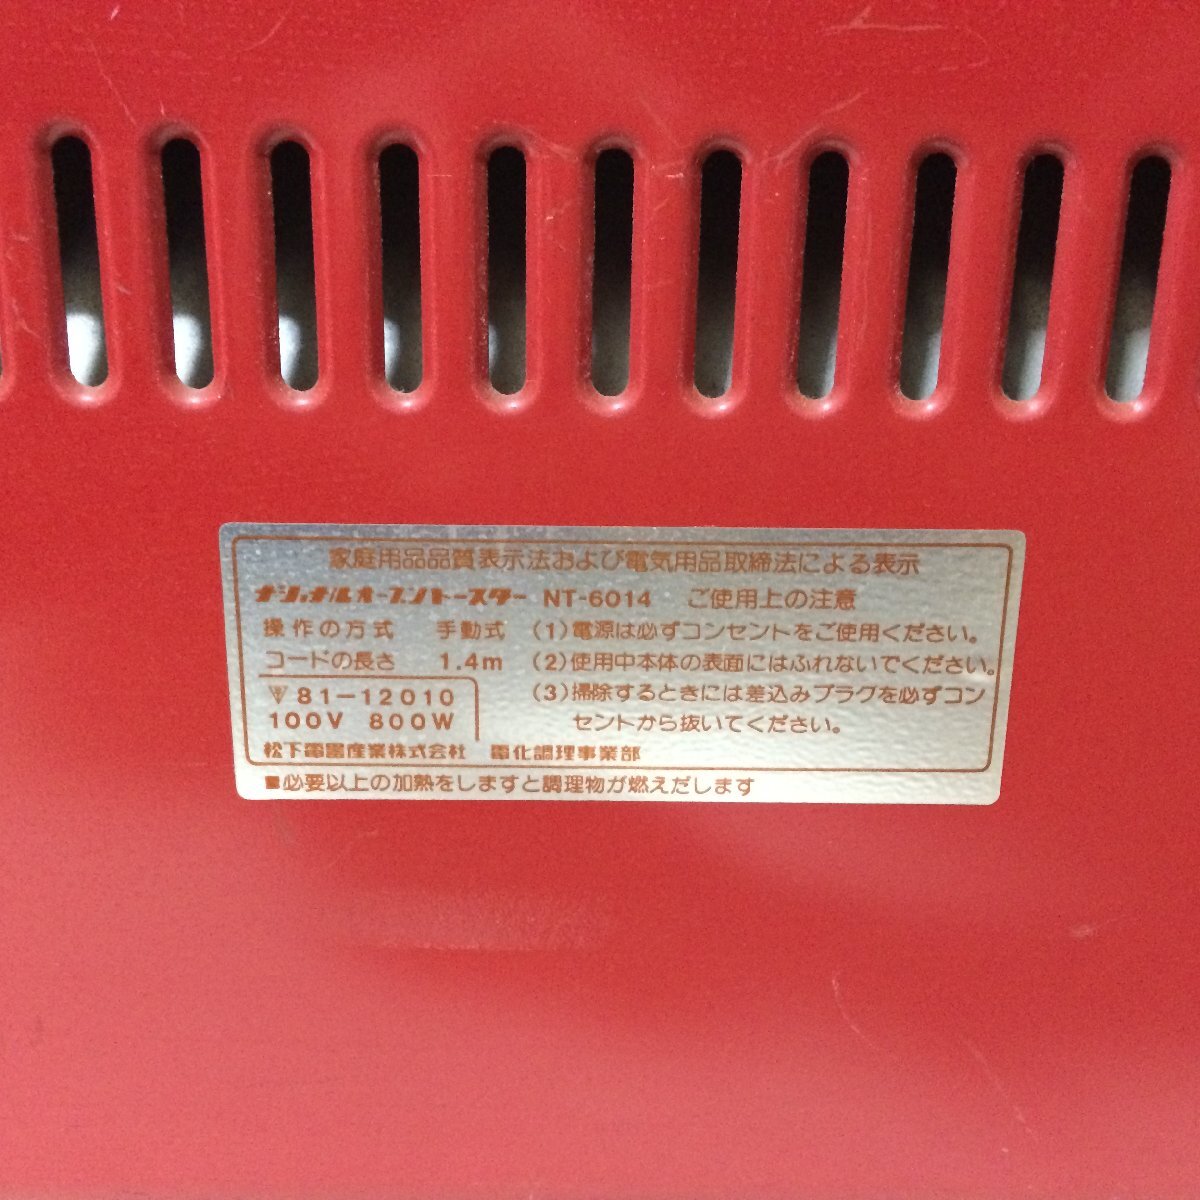 家庭用品品質表示法および電気用品取締法による表示
ナショナルオーブントースター NT-6014 ご使用上の注意
操作の方式 手動式 (1)電源は必ずコンセントをご使用ください。
コードの長さ 1.4m (2)使用中本体の表面にはふれないでください。
81-12010 (3)掃除するときには差込みプラグを必ずコン
100V 800W セントから抜いてください。
松下電器産業株式会社 電化調理事業部
■必要以上の加熱をしますと調理物が燃えだします